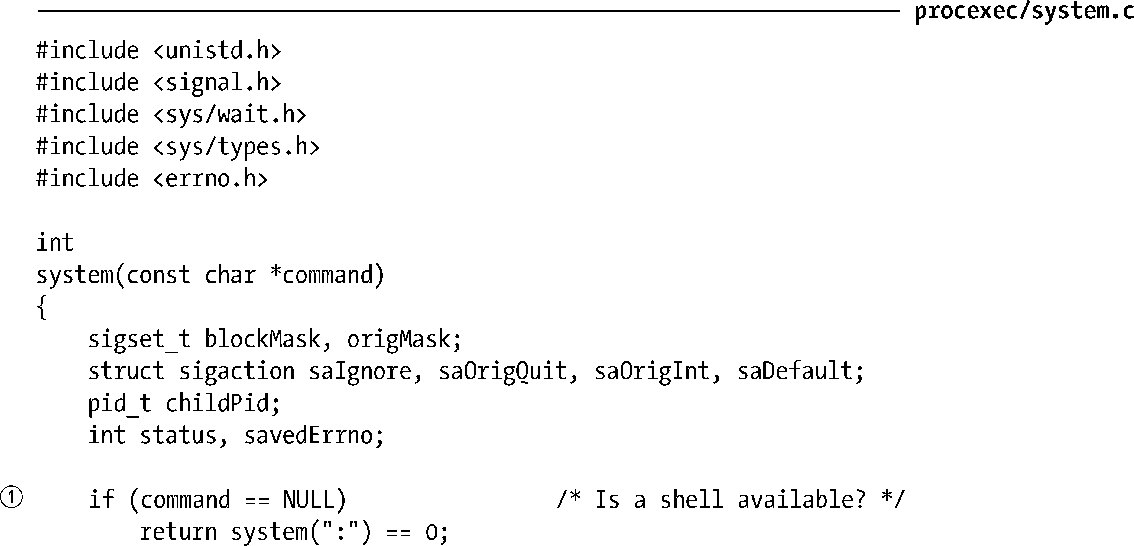 procexec/system.c
#include <unistd.h>
#include <signal.h>
#include <sys/wait.h>
#include <sys/types.h>
#include <errno.h>
int
system(const char *command)
{
sigset_t blockMask, origMask;
struct sigaction saIgnore, saOrigQuit, saOrigInt, saDefault;
pid_t childPid;
int status, savedErrno;
① if (command == NULL) /* Is a shell available? */
return system(":") == 0;